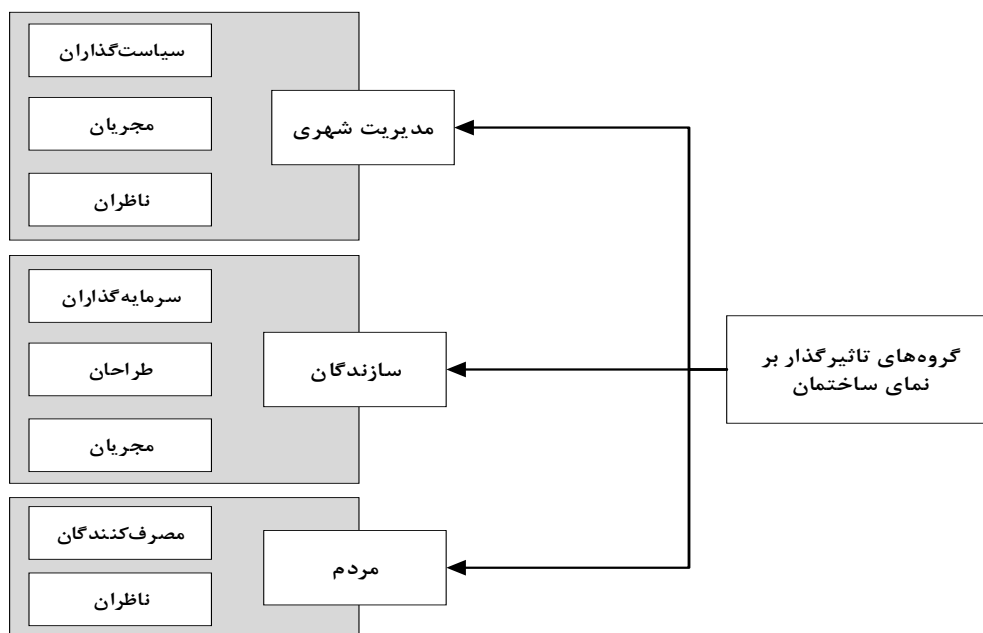 گروه‌های تاثیرگذار بر
نمای ساختمان
مدیریت شهری
سیاست‌گذاران
مجریان
ناظران
سازندگان
سرمایه‌گذاران
طراحان
مجریان
مردم
مصرف‌کنندگان
ناظران